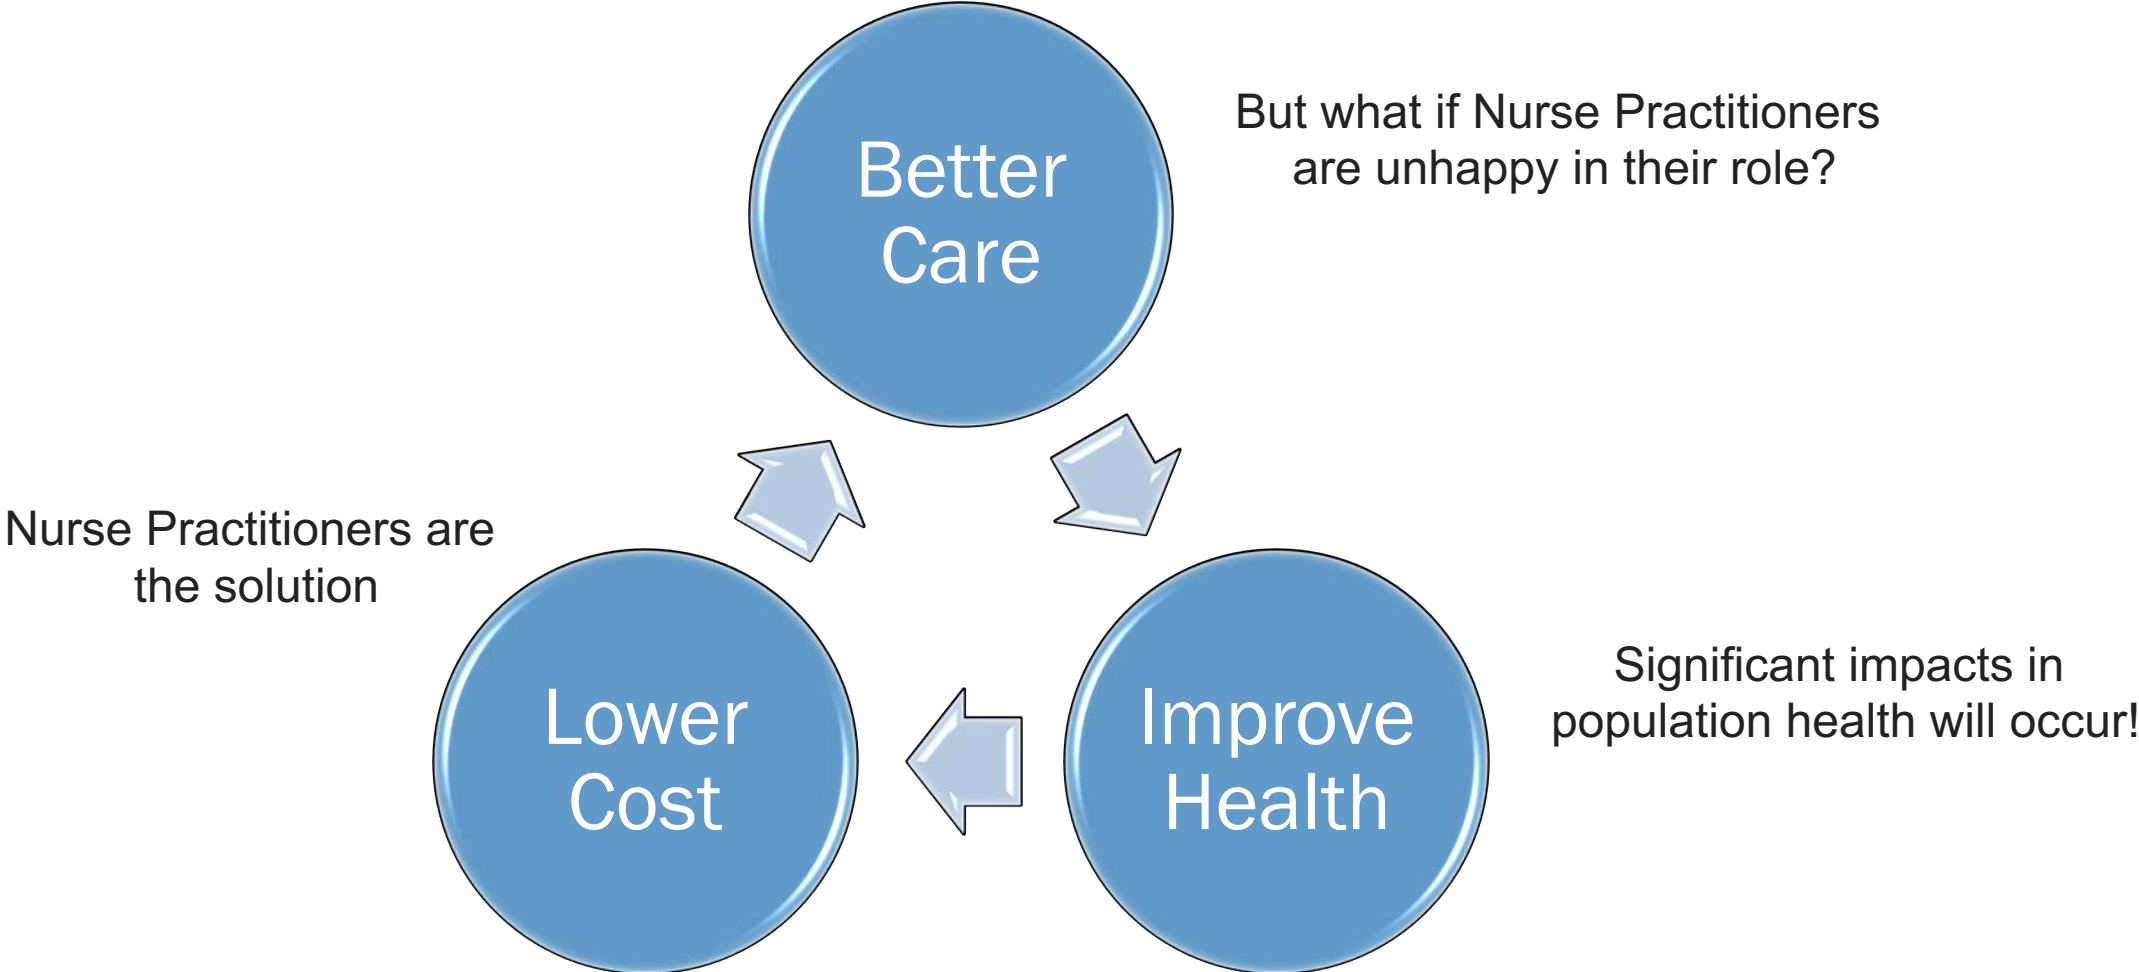 Better
Care
But what if Nurse Practitioners
are unhappy in their role?
Nurse Practitioners are
the solution
Lower
Cost
Improve
Health
Significant impacts in
population health will occur!